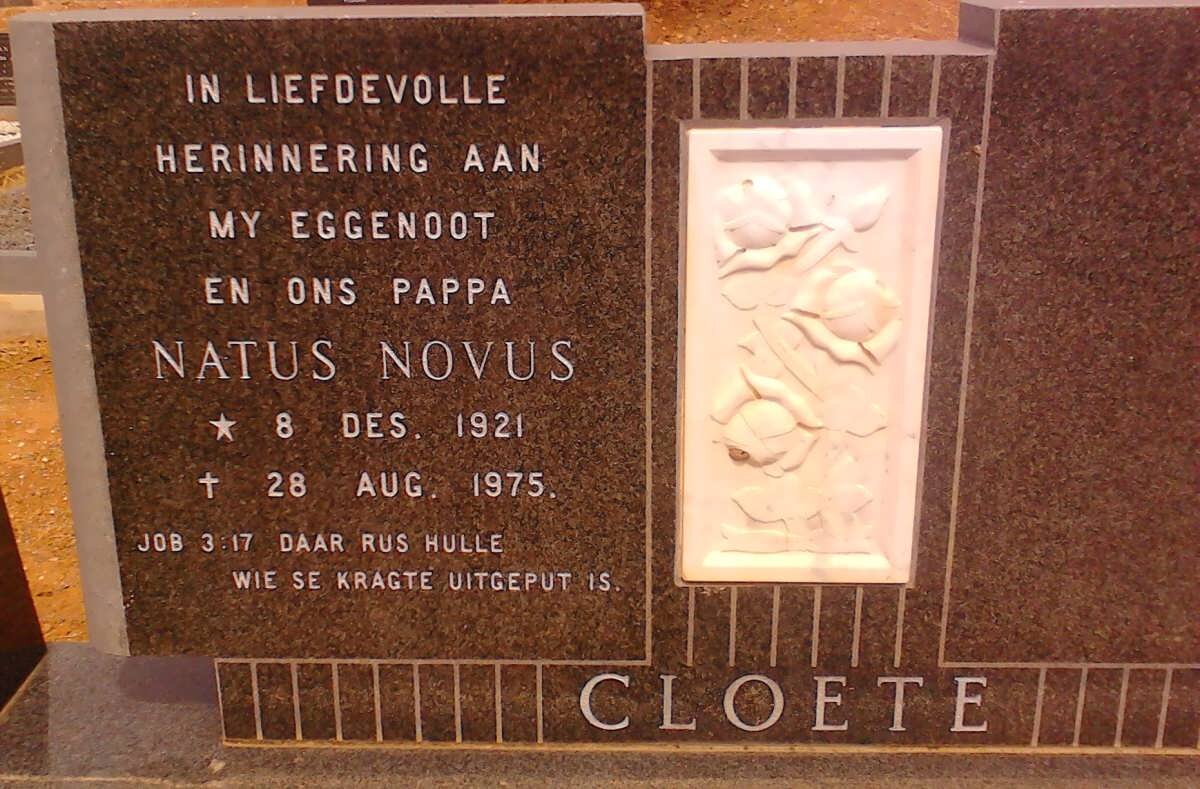 IN LIEFDEVOLLE
HERINNERING AAN
MY EGGENOOT
EN ONS PAPPA
NATUS NOVUS
★ 8 DES. 1921
† 28 AUG. 1975.
JOB 3:17 DAAR RUS HULLE
WIE SE KRAGTE UITGEPUT IS.
CLOETE